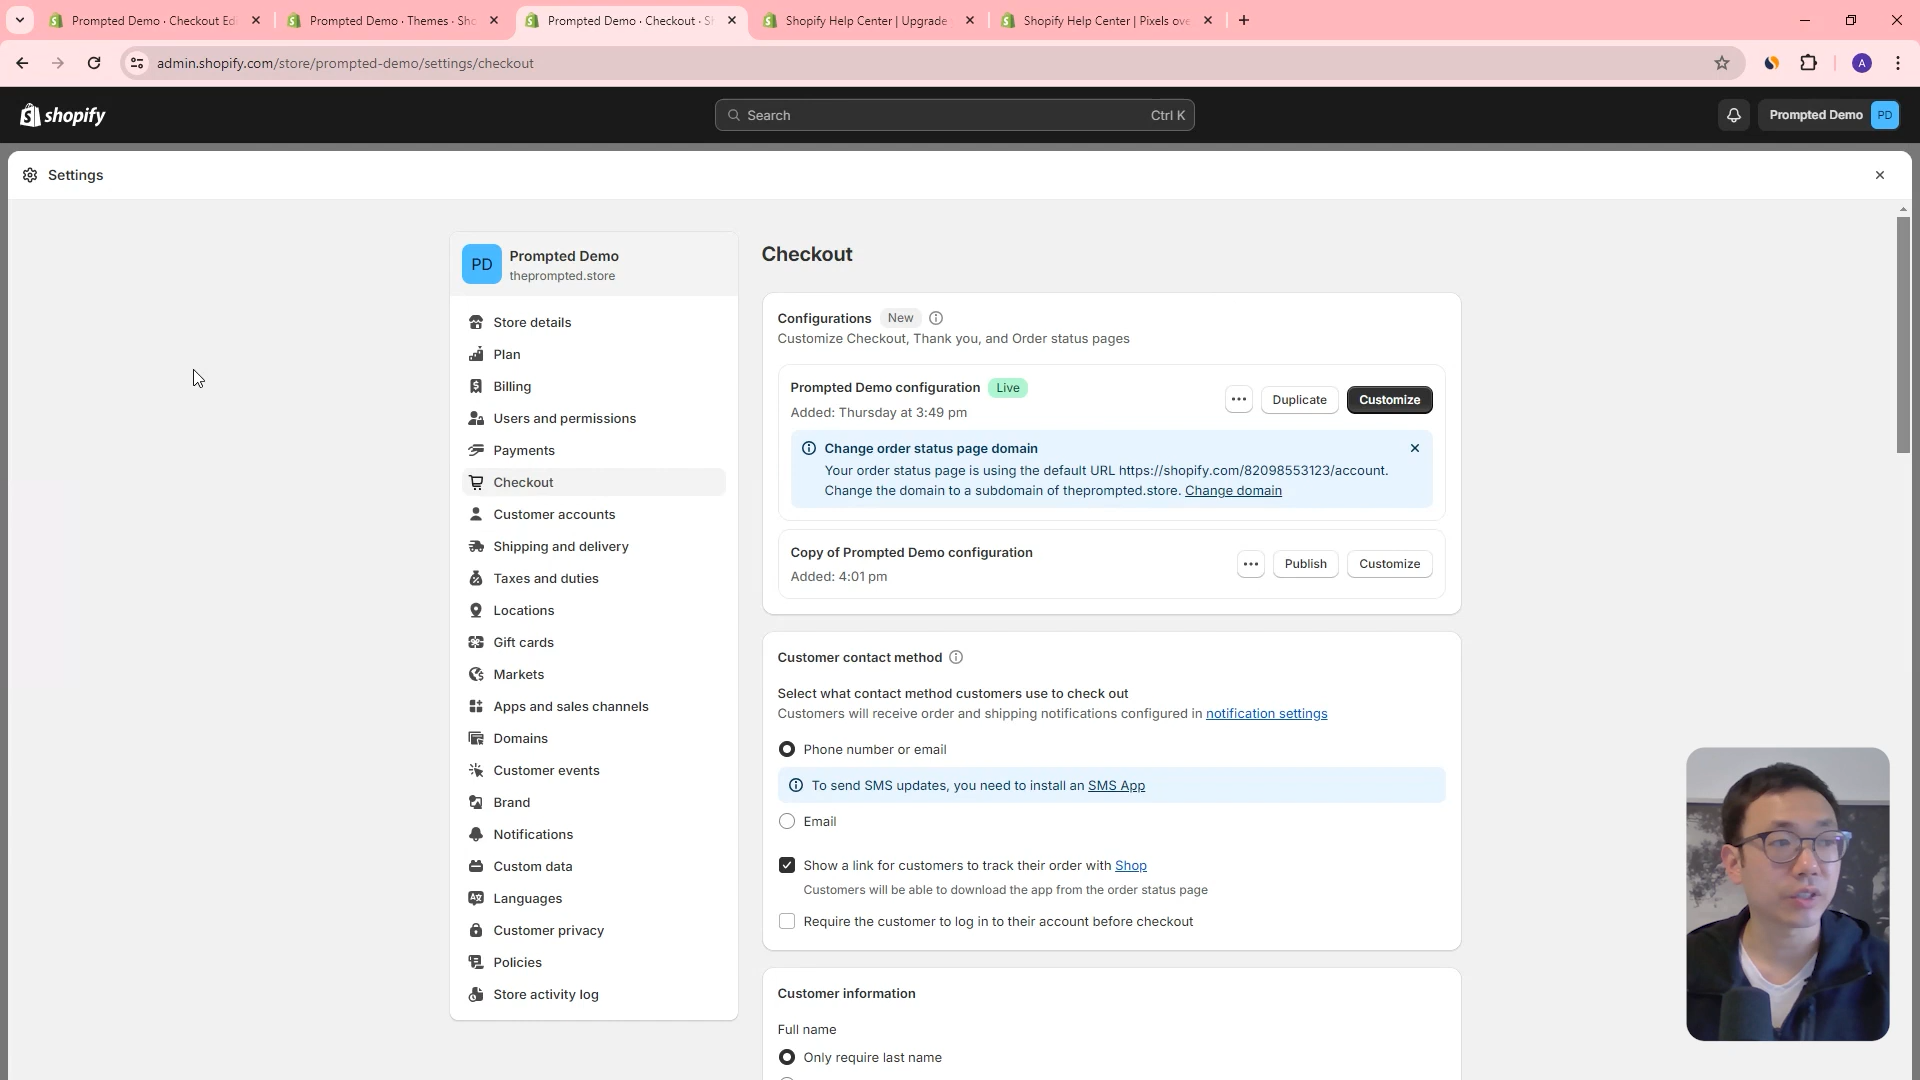 Prompted Demo · Checkout Ed
Prompted Demo · Themes · Sho
Prompted Demo · Checkout · S
Shopify Help Center | Upgrade
Shopify Help Center | Pixels ove
admin.shopify.com/store/prompted-demo/settings/checkout
A
shopify
Search
Ctrl K
Prompted Demo
PD
Settings
PD
Prompted Demo
theprompted.store
Store details
Plan
Billing
Users and permissions
Payments
Checkout
Customer accounts
Shipping and delivery
Taxes and duties
Locations
Gift cards
Markets
Apps and sales channels
Domains
Customer events
Brand
Notifications
Custom data
Languages
Customer privacy
Policies
Store activity log
Checkout
Configurations New
Customize Checkout, Thank you, and Order status pages
Prompted Demo configuration Live
Added: Thursday at 3:49 pm
Duplicate
Customize
Change order status page domain
Your order status page is using the default URL https://shopify.com/82098553123/account.
Change the domain to a subdomain of theprompted.store. Change domain
Copy of Prompted Demo configuration
Added: 4:01 pm
Publish
Customize
Customer contact method
Select what contact method customers use to check out
Customers will receive order and shipping notifications configured in notification settings
Phone number or email
To send SMS updates, you need to install an SMS App
Email
Show a link for customers to track their order with Shop
Customers will be able to download the app from the order status page
Require the customer to log in to their account before checkout
Customer information
Full name
Only require last name